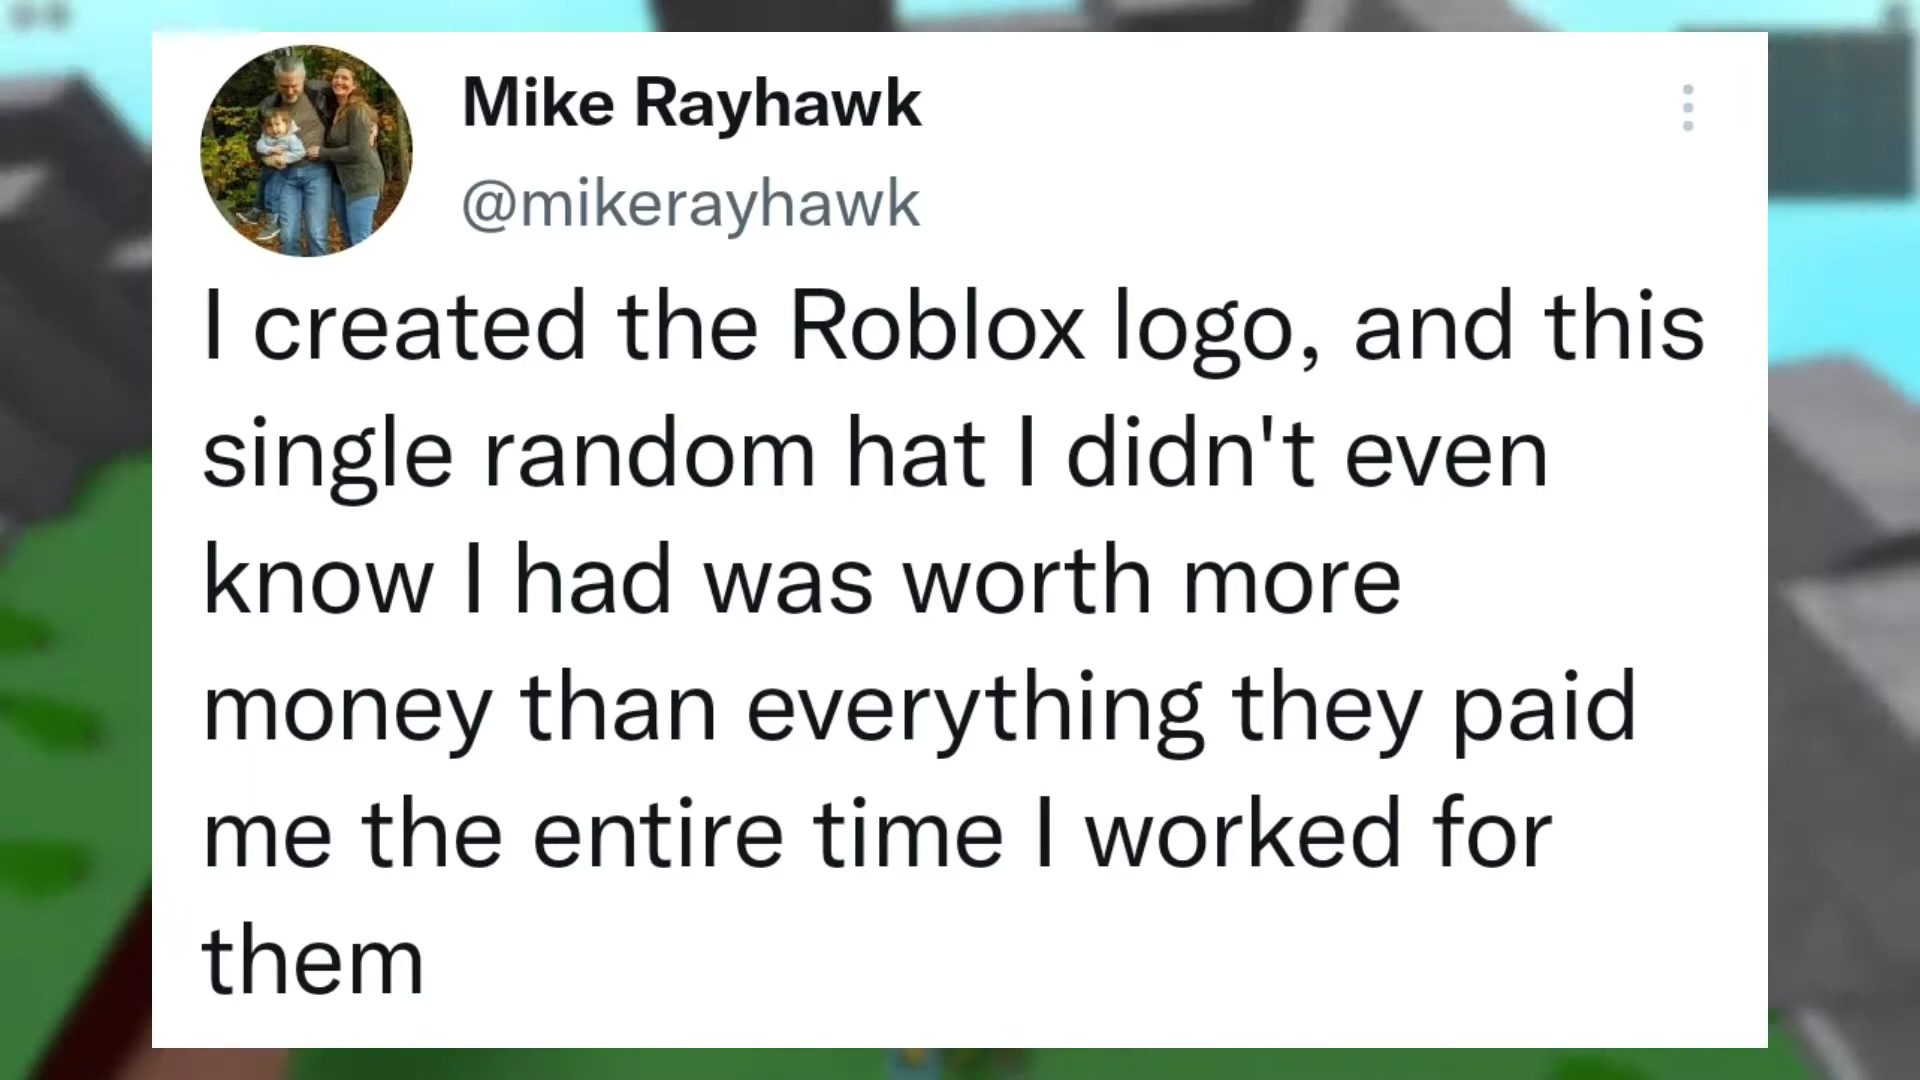 Mike Rayhawk
@mikerayhawk
I created the Roblox logo, and this
single random hat I didn't even
know I had was worth more
money than everything they paid
me the entire time I worked for
them